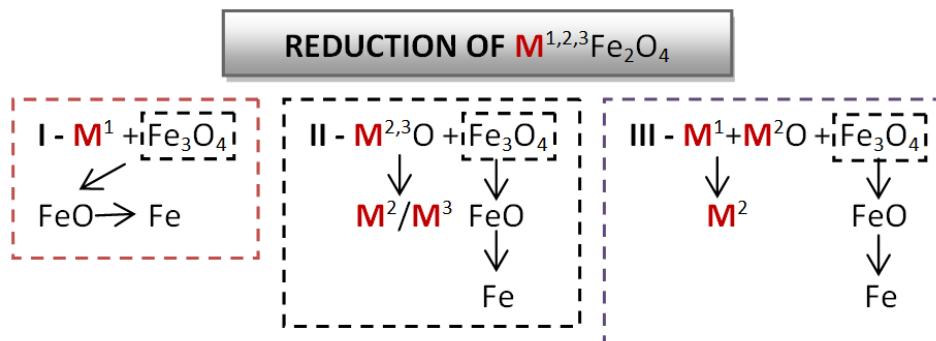 REDUCTION OF M¹,²,³Fe₂O₄
I - M¹ + Fe₃O₄
FeO → Fe
II - M²,³O + Fe₃O₄
M²/M³ FeO
Fe
III - M¹+M²O + Fe₃O₄
M² FeO
Fe